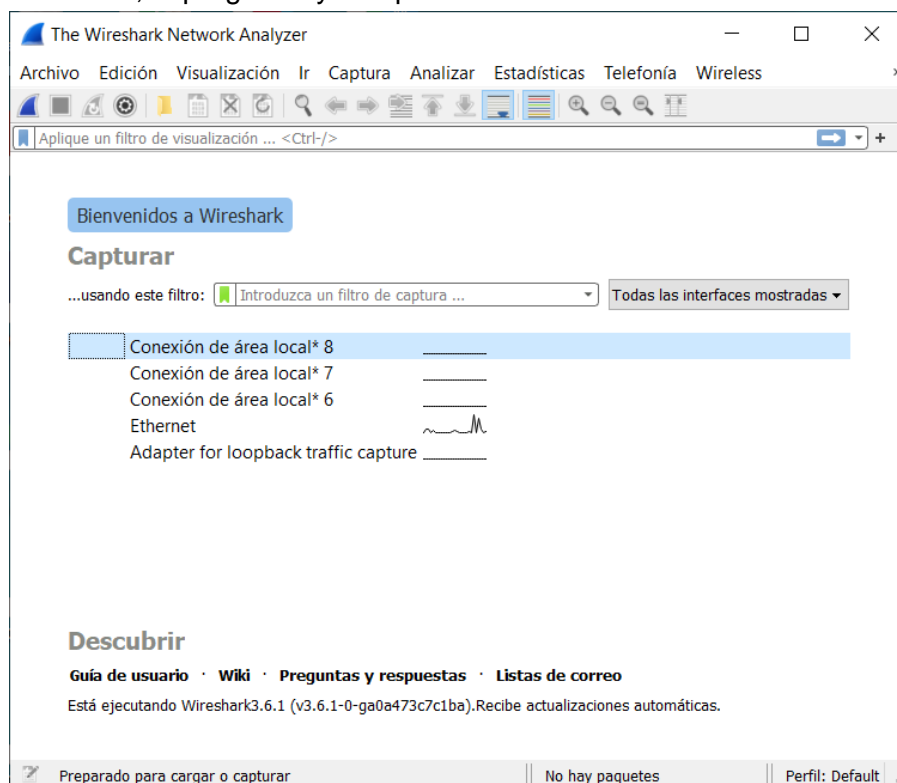 The Wireshark Network Analyzer
Archivo Edición Visualización Ir Captura Analizar Estadísticas Telefonía Wireless
Aplique un filtro de visualización ... <Ctrl-/>
Bienvenidos a Wireshark
Capturar
...usando este filtro: Introduzca un filtro de captura ... Todas las interfaces mostradas
Conexión de área local* 8
Conexión de área local* 7
Conexión de área local* 6
Ethernet
Adapter for loopback traffic capture
Descubrir
Guía de usuario · Wiki · Preguntas y respuestas · Listas de correo
Está ejecutando Wireshark3.6.1 (v3.6.1-0-ga0a473c7c1ba).Recibe actualizaciones automáticas.
Preparado para cargar o capturar No hay paquetes Perfil: Default